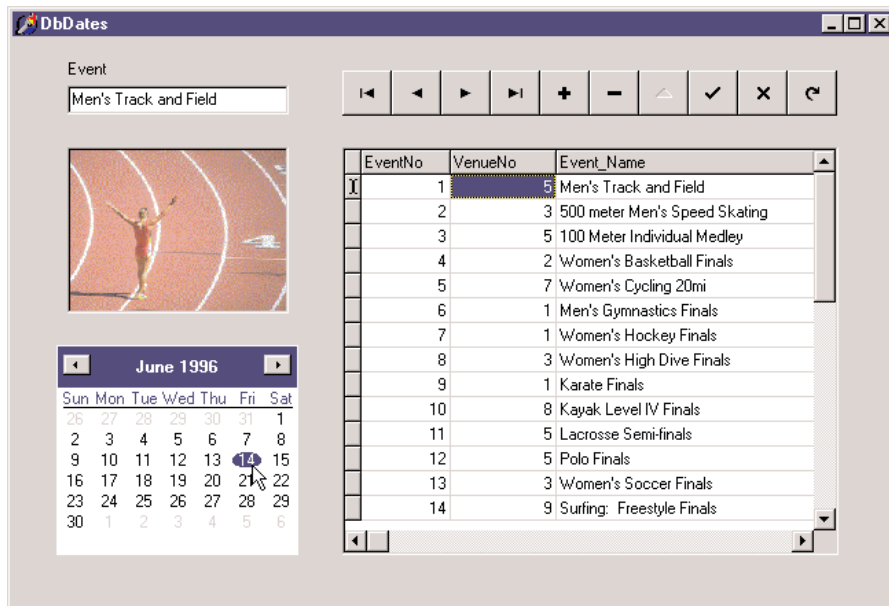 DbDates
Event
Men's Track and Field
EventNo VenueNo Event_Name
1 5 Men's Track and Field
2 3 500 meter Men's Speed Skating
3 5 100 Meter Individual Medley
4 2 Women's Basketball Finals
5 7 Women's Cycling 20mi
6 1 Men's Gymnastics Finals
7 1 Women's Hockey Finals
8 3 Women's High Dive Finals
9 1 Karate Finals
10 8 Kayak Level IV Finals
11 5 Lacrosse Semi-finals
12 5 Polo Finals
13 3 Women's Soccer Finals
14 9 Surfing: Freestyle Finals
June 1996
Sun Mon Tue Wed Thu Fri Sat
26 27 28 29 30 31 1
2 3 4 5 6 7 8
9 10 11 12 13 14 15
16 17 18 19 20 21 22
23 24 25 26 27 28 29
30 1 2 3 4 5 6